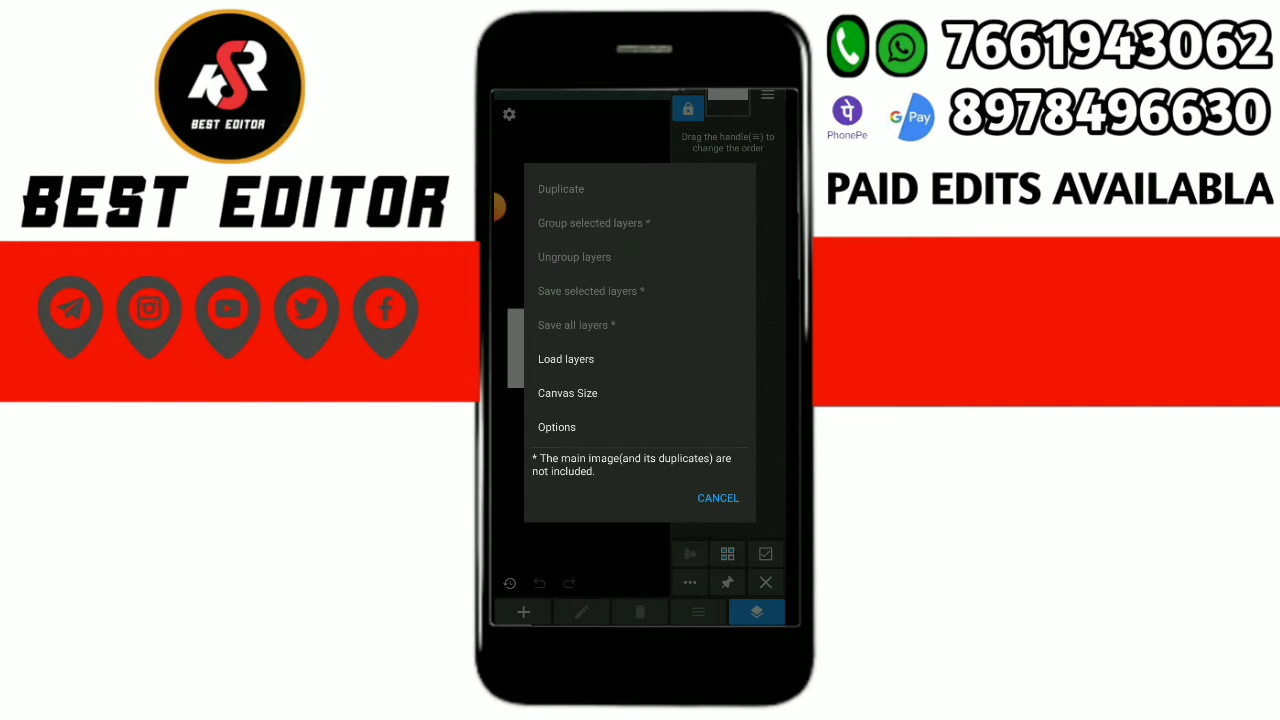 KSR
BEST EDITOR
BEST EDITOR
7661943062
8978496630
PhonePe
G Pay
PAID EDITS AVAILABLA
Drag the handle(≡) to
change the order
Duplicate
Group selected layers *
Ungroup layers
Save selected layers *
Save all layers *
Load layers
Canvas Size
Options
* The main image(and its duplicates) are
not included.
CANCEL